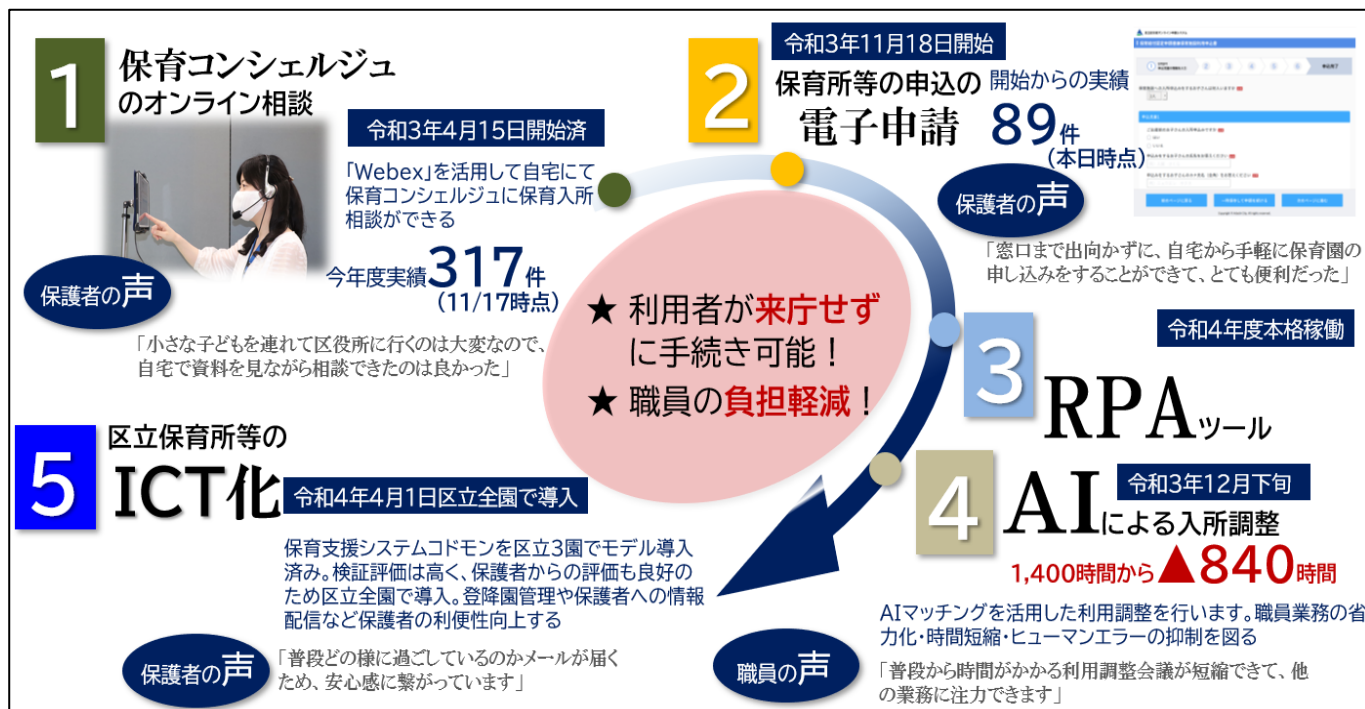 1
保育コンシェルジュ
のオンライン相談
令和3年4月15日開始済
「Webex」を活用して自宅にて
保育コンシェルジュに保育入所
相談ができる
今年度実績317件
(11/17時点)
保護者の声
「小さな子どもを連れて区役所に行くのは大変なので、
自宅で資料を見ながら相談できたのは良かった」
2
令和3年11月18日開始
保育所等の申込の
電子申請
開始からの実績
89件
(本日時点)
保護者の声
「窓口まで出向かずに、自宅から手軽に保育園の
申し込みをすることができて、とても便利だった」
★ 利用者が来庁せず
に手続き可能！
★ 職員の負担軽減！
3
令和4年度本格稼働
RPAツール
4
令和3年12月下旬
AIによる入所調整
1,400時間から▲840時間
AIマッチングを活用した利用調整を行います。職員業務の省
力化・時間短縮・ヒューマンエラーの抑制を図る
職員の声
「普段から時間がかかる利用調整会議が短縮できて、他
の業務に注力できます」
5
区立保育所等の
ICT化
令和4年4月1日区立全園で導入
保育支援システムコドモンを区立3園でモデル導入
済み。検証評価は高く、保護者からの評価も良好の
ため区立全園で導入。登降園管理や保護者への情報
配信など保護者の利便性向上する
保護者の声
「普段どの様に過ごしているのかメールが届く
ため、安心感に繋がっています」